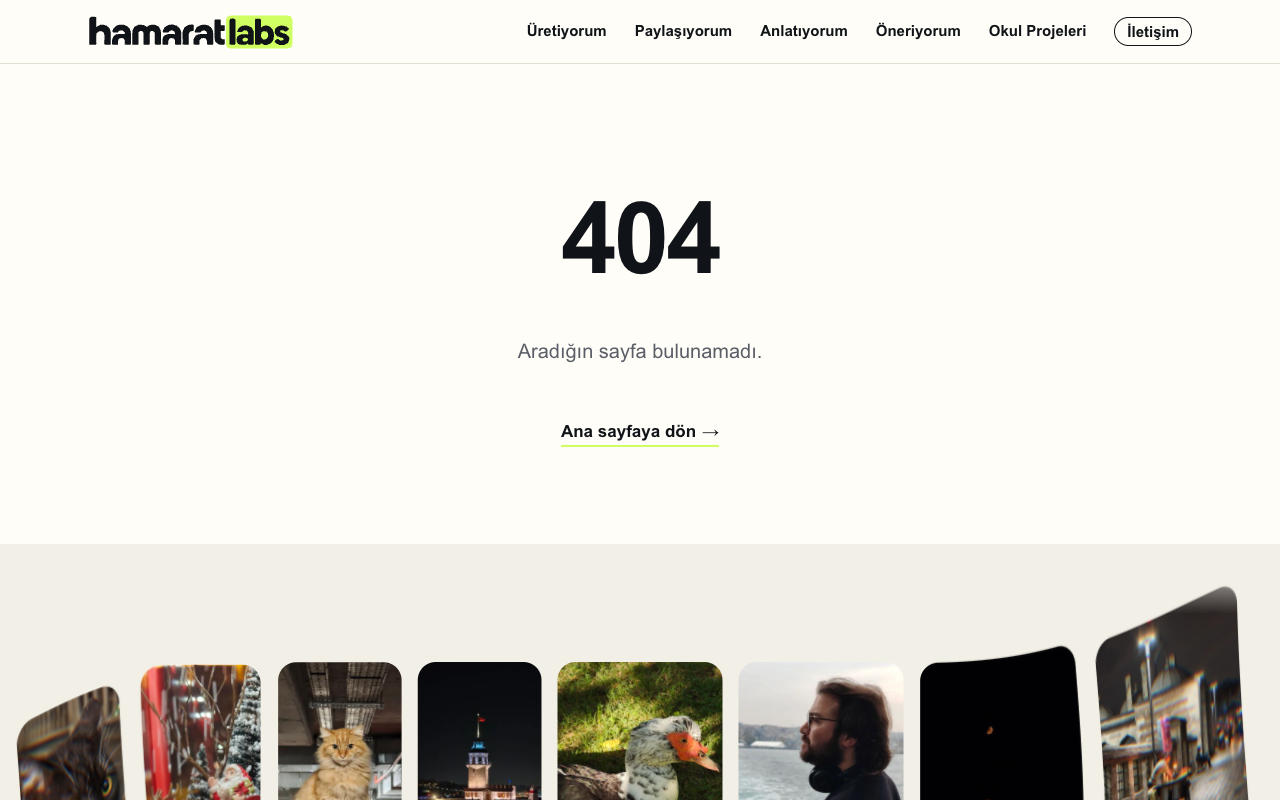 hamaratlabs
Üretiyorum
Paylaşıyorum
Anlatıyorum
Öneriyorum
Okul Projeleri
İletişim
404
Aradığın sayfa bulunamadı.
Ana sayfaya dön →